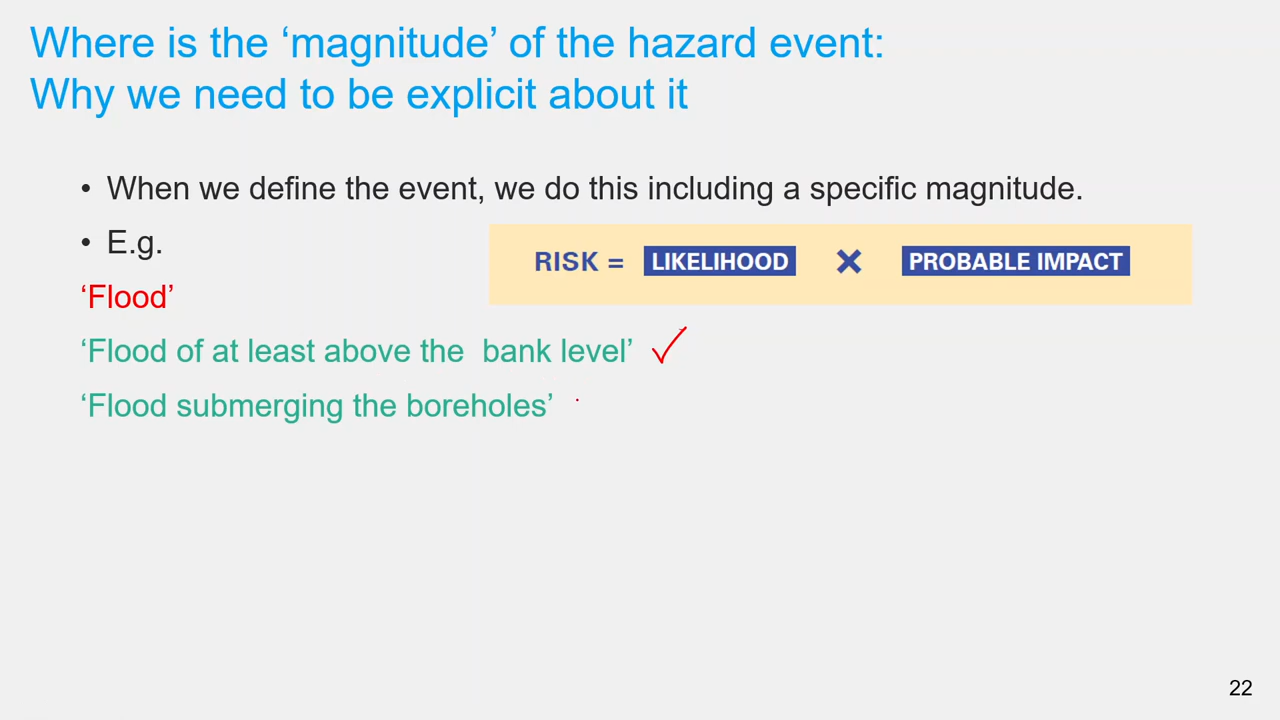 Where is the ‘magnitude’ of the hazard event:
Why we need to be explicit about it
• When we define the event, we do this including a specific magnitude.
• E.g.
RISK = LIKELIHOOD × PROBABLE IMPACT
‘Flood’
‘Flood of at least above the  bank level’
‘Flood submerging the boreholes’
22